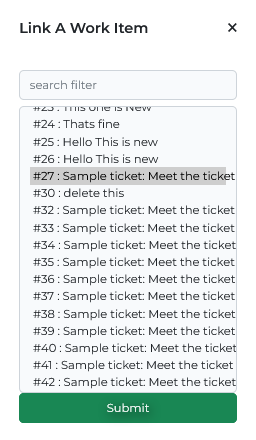 Link A Work Item ×
search filter
#23 : This one is New
#24 : Thats fine
#25 : Hello This is new
#26 : Hello This is new
#27 : Sample ticket: Meet the ticket
#30 : delete this
#32 : Sample ticket: Meet the ticket
#33 : Sample ticket: Meet the ticket
#34 : Sample ticket: Meet the ticket
#35 : Sample ticket: Meet the ticket
#36 : Sample ticket: Meet the ticket
#37 : Sample ticket: Meet the ticket
#38 : Sample ticket: Meet the ticket
#39 : Sample ticket: Meet the ticket
#40 : Sample ticket: Meet the ticket
#41 : Sample ticket: Meet the ticket
#42 : Sample ticket: Meet the ticket
Submit